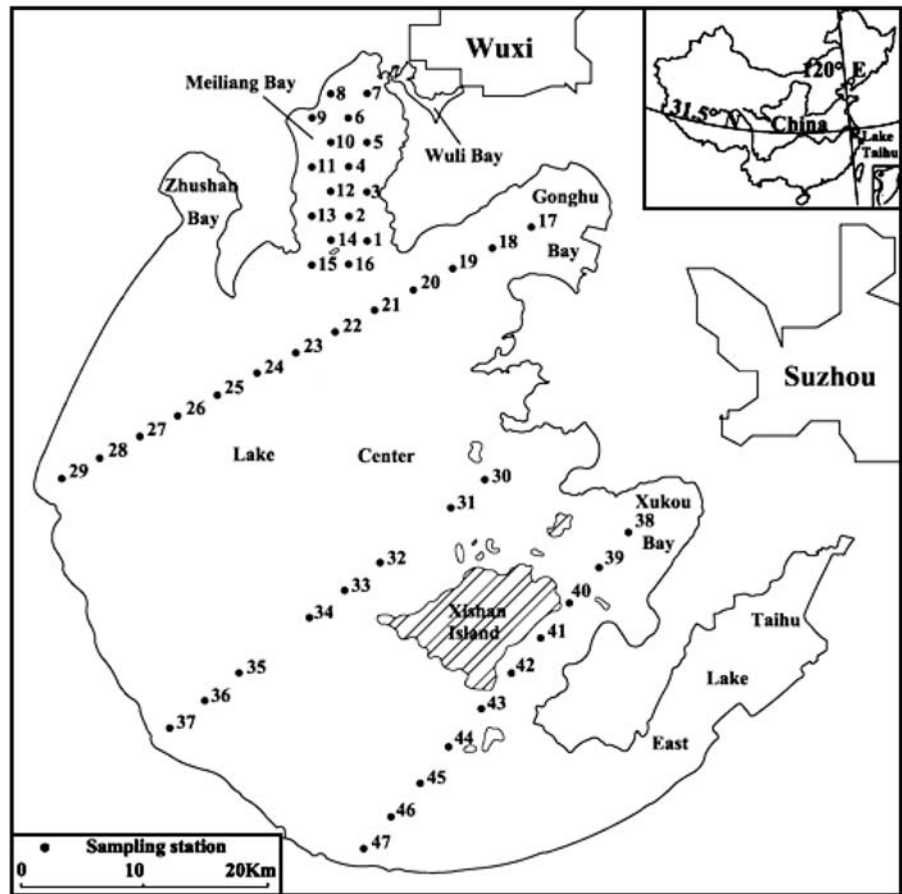 Wuxi
120° E
31.5° N
China
Lake
Taihu
Meiliang Bay
8
7
9
6
10
5
Wuli Bay
11
4
Zhushan
Bay
12
3
13
2
14
1
15
16
Gonghu
Bay
17
18
19
20
21
22
23
24
25
26
27
28
29
Suzhou
Lake Center
30
31
32
33
34
35
36
37
Xukou
Bay
38
39
40
41
42
43
44
45
46
47
Xishan
Island
Taihu
Lake
East
Sampling station
0 10 20Km